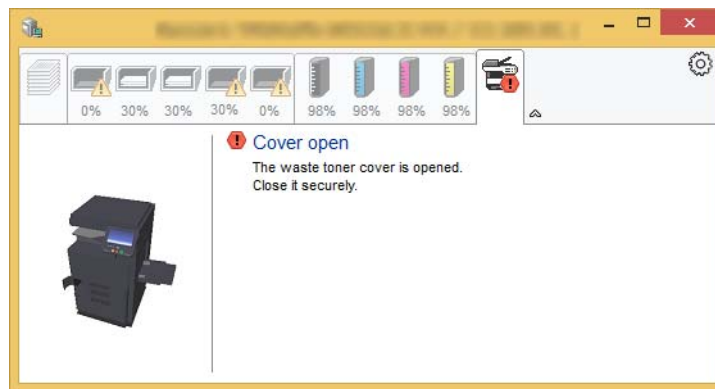 0% 30% 30% 30% 0% 98% 98% 98% 98%
Cover open
The waste toner cover is opened.
Close it securely.